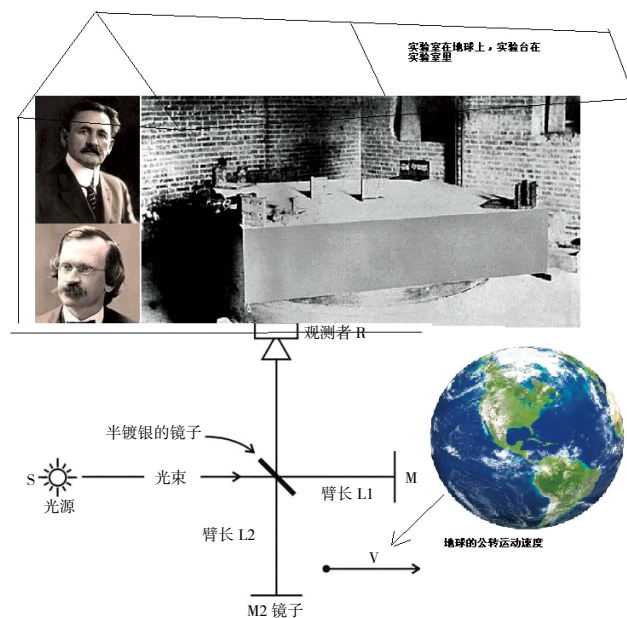 实验室在地球上，实验台在
实验室里
观测者 R
半镀银的镜子
S
光源
光束
臂长 L1
M
臂长 L2
地球的公转运动速度
V
M2 镜子